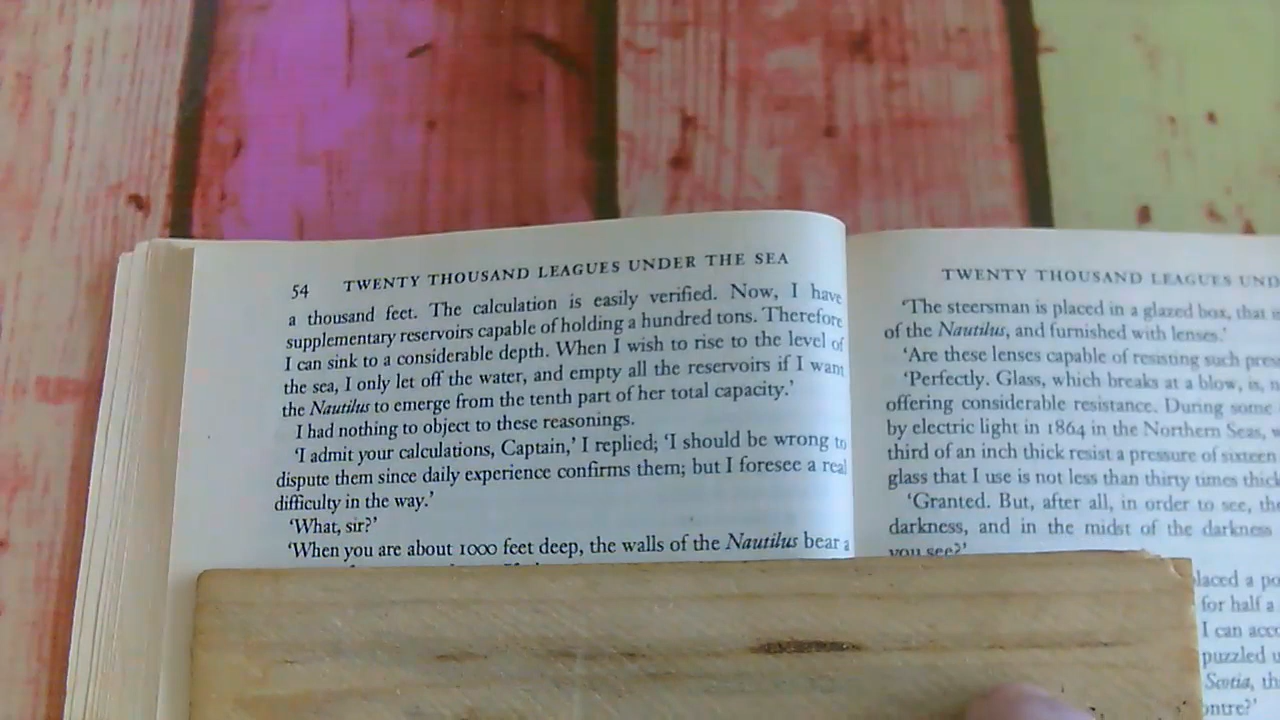 54 TWENTY THOUSAND LEAGUES UNDER THE SEA
a thousand feet. The calculation is easily verified. Now, I have
supplementary reservoirs capable of holding a hundred tons. Therefore
I can sink to a considerable depth. When I wish to rise to the level of
the sea, I only let off the water, and empty all the reservoirs if I want
the Nautilus to emerge from the tenth part of her total capacity.’
I had nothing to object to these reasonings.
‘I admit your calculations, Captain,’ I replied; ‘I should be wrong to
dispute them since daily experience confirms them; but I foresee a real
difficulty in the way.’
‘What, sir?’
‘When you are about 1000 feet deep, the walls of the Nautilus bear a
TWENTY THOUSAND LEAGUES
‘The steersman is placed in a glazed box, that
of the Nautilus, and furnished with lenses.’
‘Are these lenses capable of resisting such
‘Perfectly. Glass, which breaks at a blow, is,
offering considerable resistance. During some
by electric light in 1864 in the Northern Seas,
third of an inch thick resist a pressure of sixteen
glass that I use is not less than thirty times
‘Granted. But, after all, in order to see,
darkness, and in the midst of the darkness
you see?’
a
for half a
I can
puzzled
Scotia,